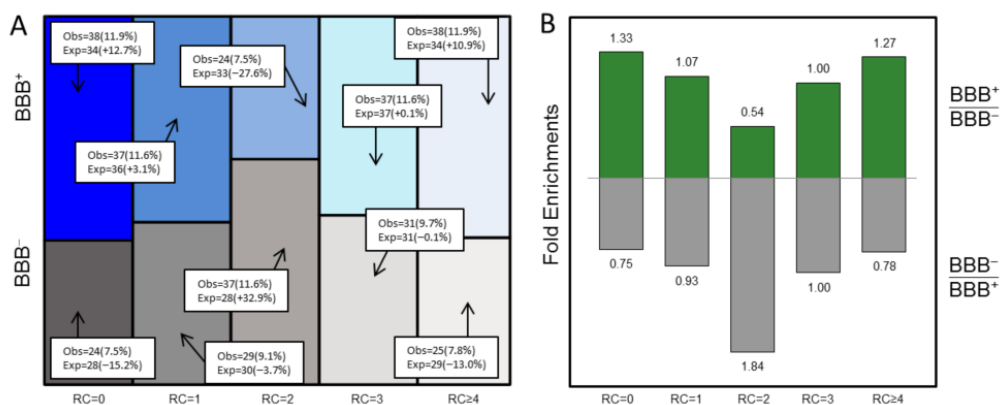 A
BBB⁺
BBB⁻
Obs=38(11.9%)
Exp=34(+12.7%)
Obs=24(7.5%)
Exp=33(−27.6%)
Obs=38(11.9%)
Exp=34(+10.9%)
Obs=37(11.6%)
Exp=36(+3.1%)
Obs=37(11.6%)
Exp=37(+0.1%)
Obs=31(9.7%)
Exp=31(−0.1%)
Obs=37(11.6%)
Exp=28(+32.9%)
Obs=24(7.5%)
Exp=28(−15.2%)
Obs=29(9.1%)
Exp=30(−3.7%)
Obs=25(7.8%)
Exp=29(−13.0%)
RC=0 RC=1 RC=2 RC=3 RC≥4
B
Fold Enrichments
1.33 1.07 0.54 1.00 1.27
0.75 0.93 1.84 1.00 0.78
BBB⁺
BBB⁻
BBB⁻
BBB⁺
RC=0 RC=1 RC=2 RC=3 RC≥4